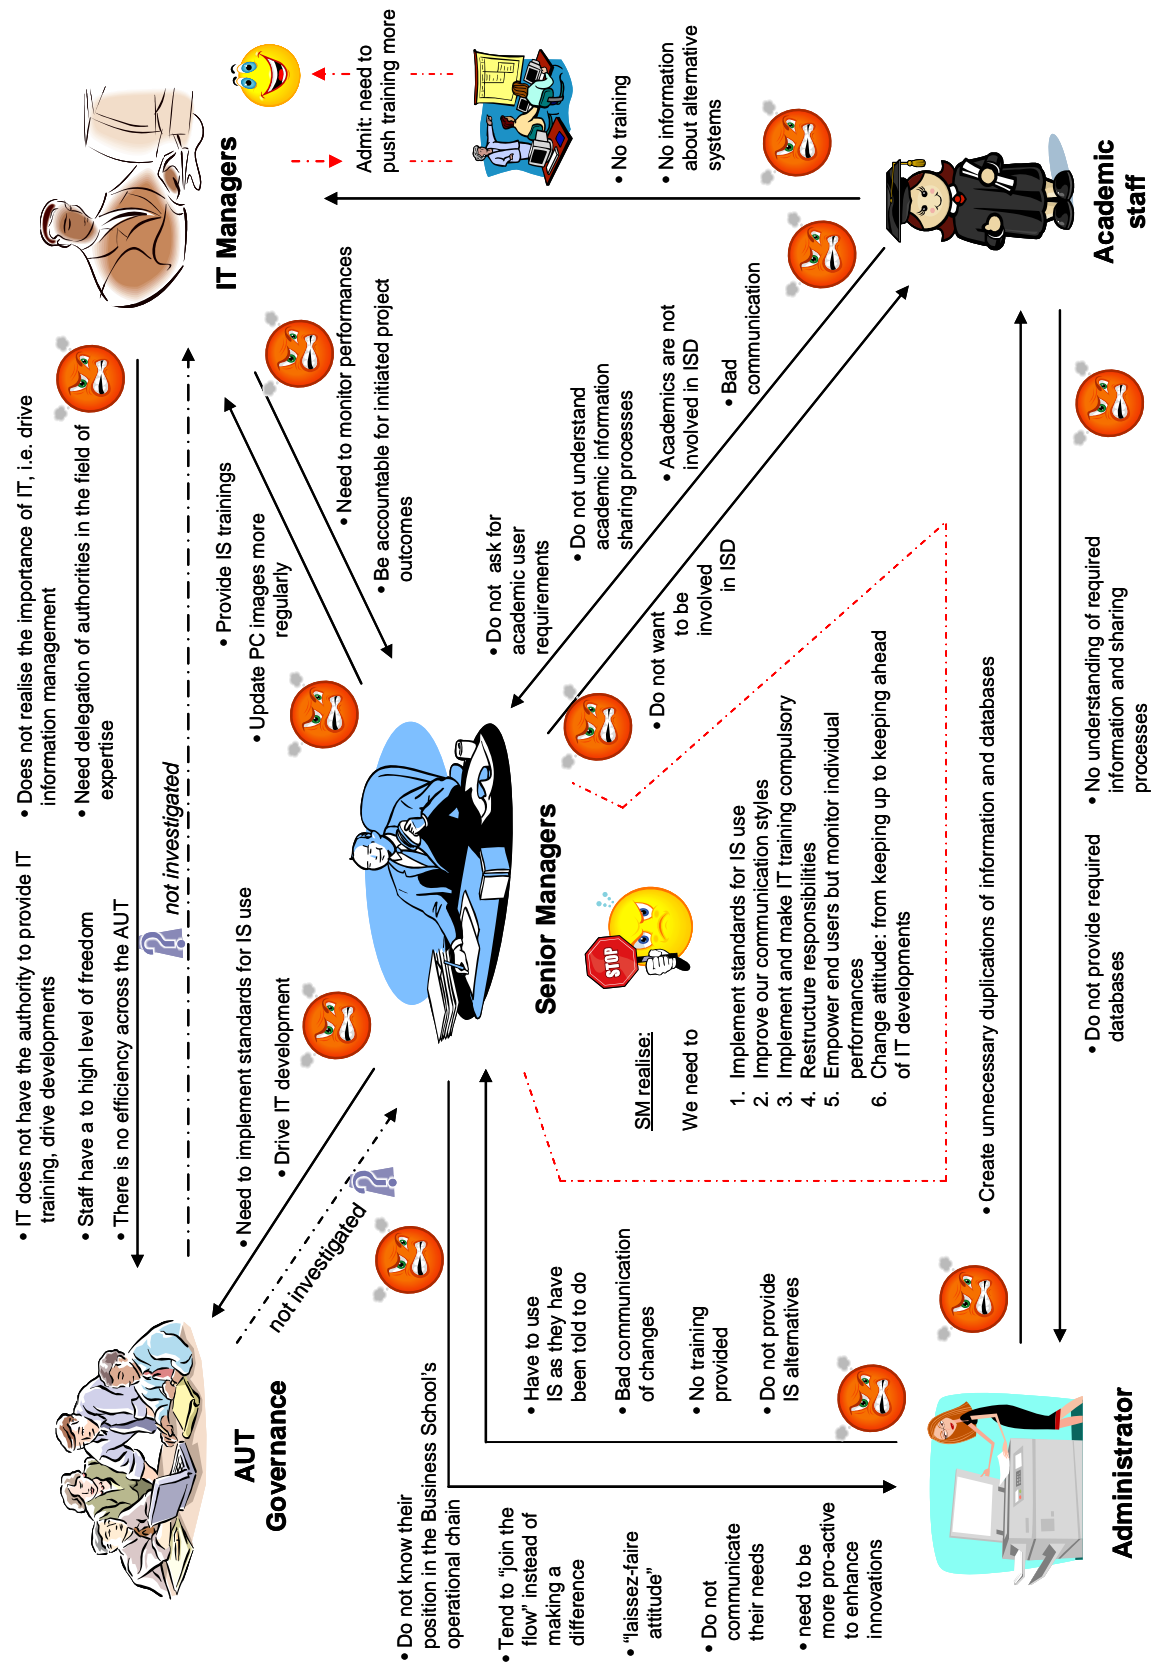 • IT does not have the authority to provide IT
training, drive developments
• Staff have a to high level of freedom
• There is no efficiency across the AUT
• Does not realise the importance of IT, i.e. drive
information management
• Need delegation of authorities in the field of
expertise
not investigated
AUT
Governance
IT Managers
• Need to implement standards for IS use
• Drive IT development
not investigated
• Provide IS trainings
• Update PC images more
regularly
• Need to monitor performances
• Be accountable for initiated project
outcomes
Admit: need to
push training more
• No training
• No information
about alternative
systems
• Do not know their
position in the Business School's
operational chain
• Tend to “join the
flow” instead of
making a
difference
• “laissez-faire
attitude”
• Do not
communicate
their needs
• need to be
more pro-active
to enhance
innovations
• Have to use
IS as they have
been told to do
• Bad communication
of changes
• No training
provided
• Do not provide
IS alternatives
Senior Managers
STOP
SM realise:
We need to
1. Implement standards for IS use
2. Improve our communication styles
3. Implement and make IT training compulsory
4. Restructure responsibilities
5. Empower end users but monitor individual
performances
6. Change attitude: from keeping up to keeping ahead
of IT developments
• Do not ask for
academic user
requirements
• Do not understand
academic information
sharing processes
• Academics are not
involved in ISD
• Bad
communication
• Do not want
to be
involved
in ISD
• Create unnecessary duplications of information and databases
• Do not provide required
databases
• No understanding of required
information and sharing
processes
Administrator
Academic
staff